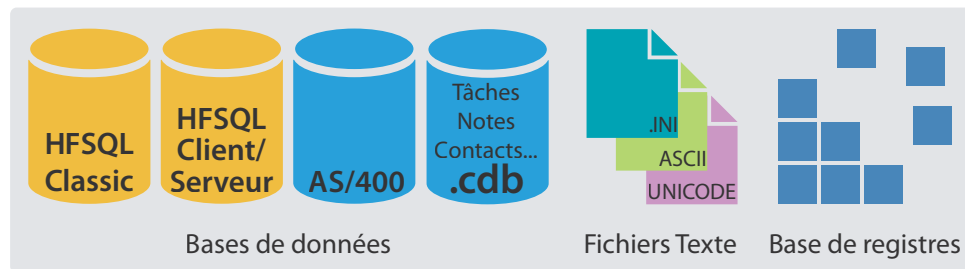 HFSQL
Classic
HFSQL
Client/
Serveur
AS/400
Tâches
Notes
Contacts...
.cdb
.INI
ASCII
UNICODE
Bases de données
Fichiers Texte
Base de registres